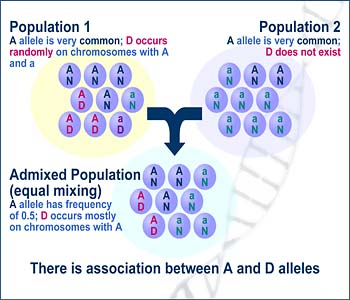 Population 1
A allele is very common; D occurs
randomly on chromosomes with A
and a
Population 2
A allele is very common;
D does not exist
A A A
N N N
A A a
D N N
A A a
D D D
A a a
N N N
a a a
N N N
a a a
N N N
Admixed Population
(equal mixing)
A allele has frequency
of 0.5; D occurs mostly
on chromosomes with A
A A a
N N N
A A a
D N N
A a a
D N N
There is association between A and D alleles